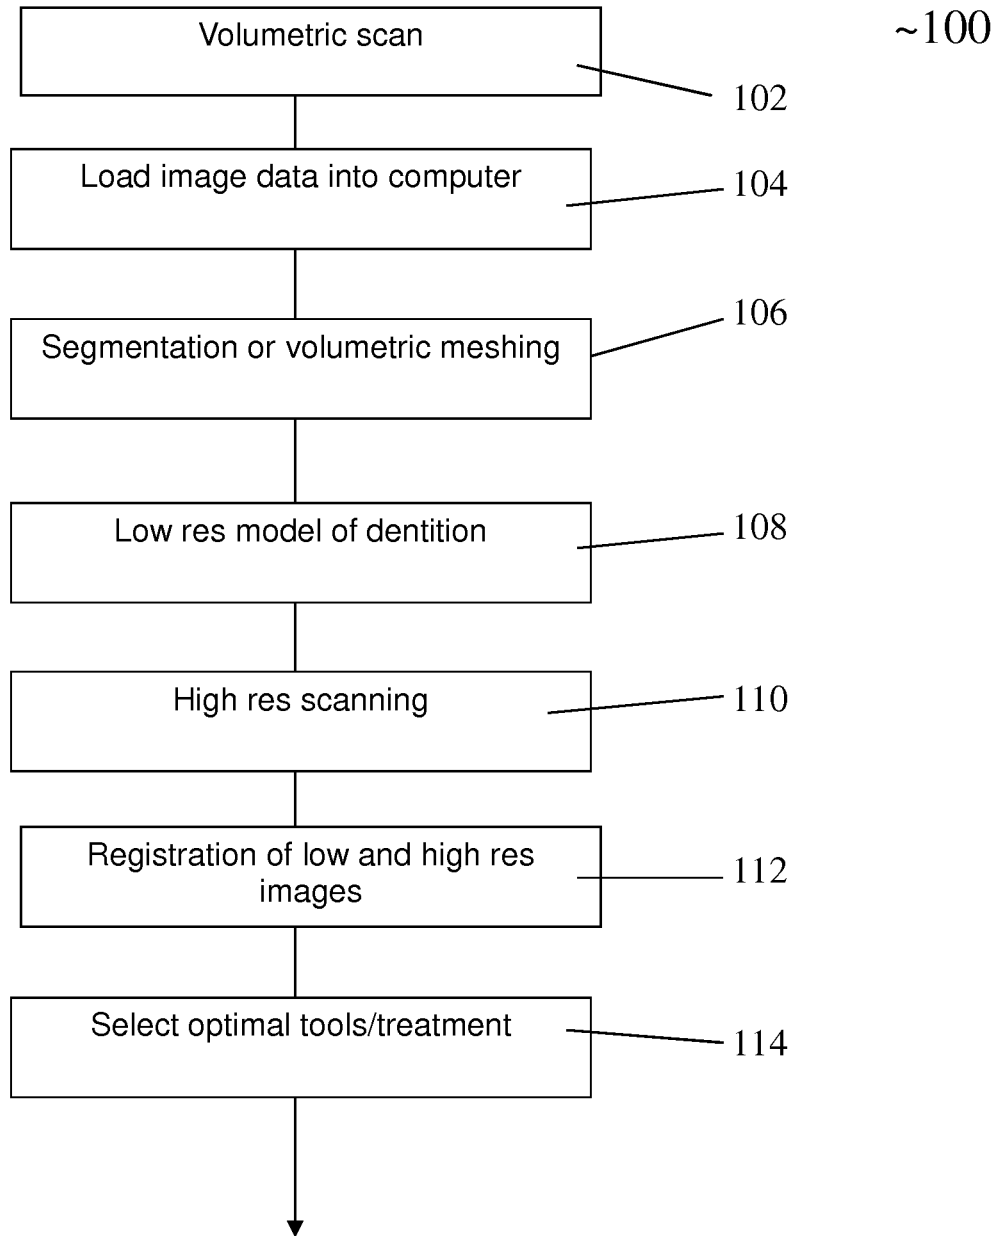 ~100
Volumetric scan
102
Load image data into computer
104
106
Segmentation or volumetric meshing
Low res model of dentition
108
High res scanning
110
Registration of low and high res
images
112
Select optimal tools/treatment
114